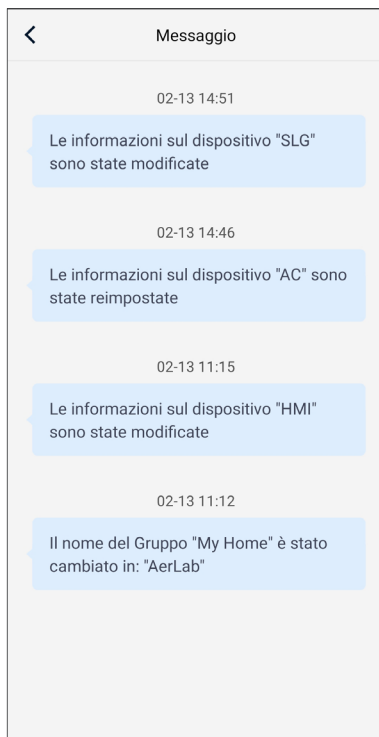 Messaggio
02-13 14:51
Le informazioni sul dispositivo "SLG"
sono state modificate
02-13 14:46
Le informazioni sul dispositivo "AC" sono
state reimpostate
02-13 11:15
Le informazioni sul dispositivo "HMI"
sono state modificate
02-13 11:12
Il nome del Gruppo "My Home" è stato
cambiato in: "AerLab"